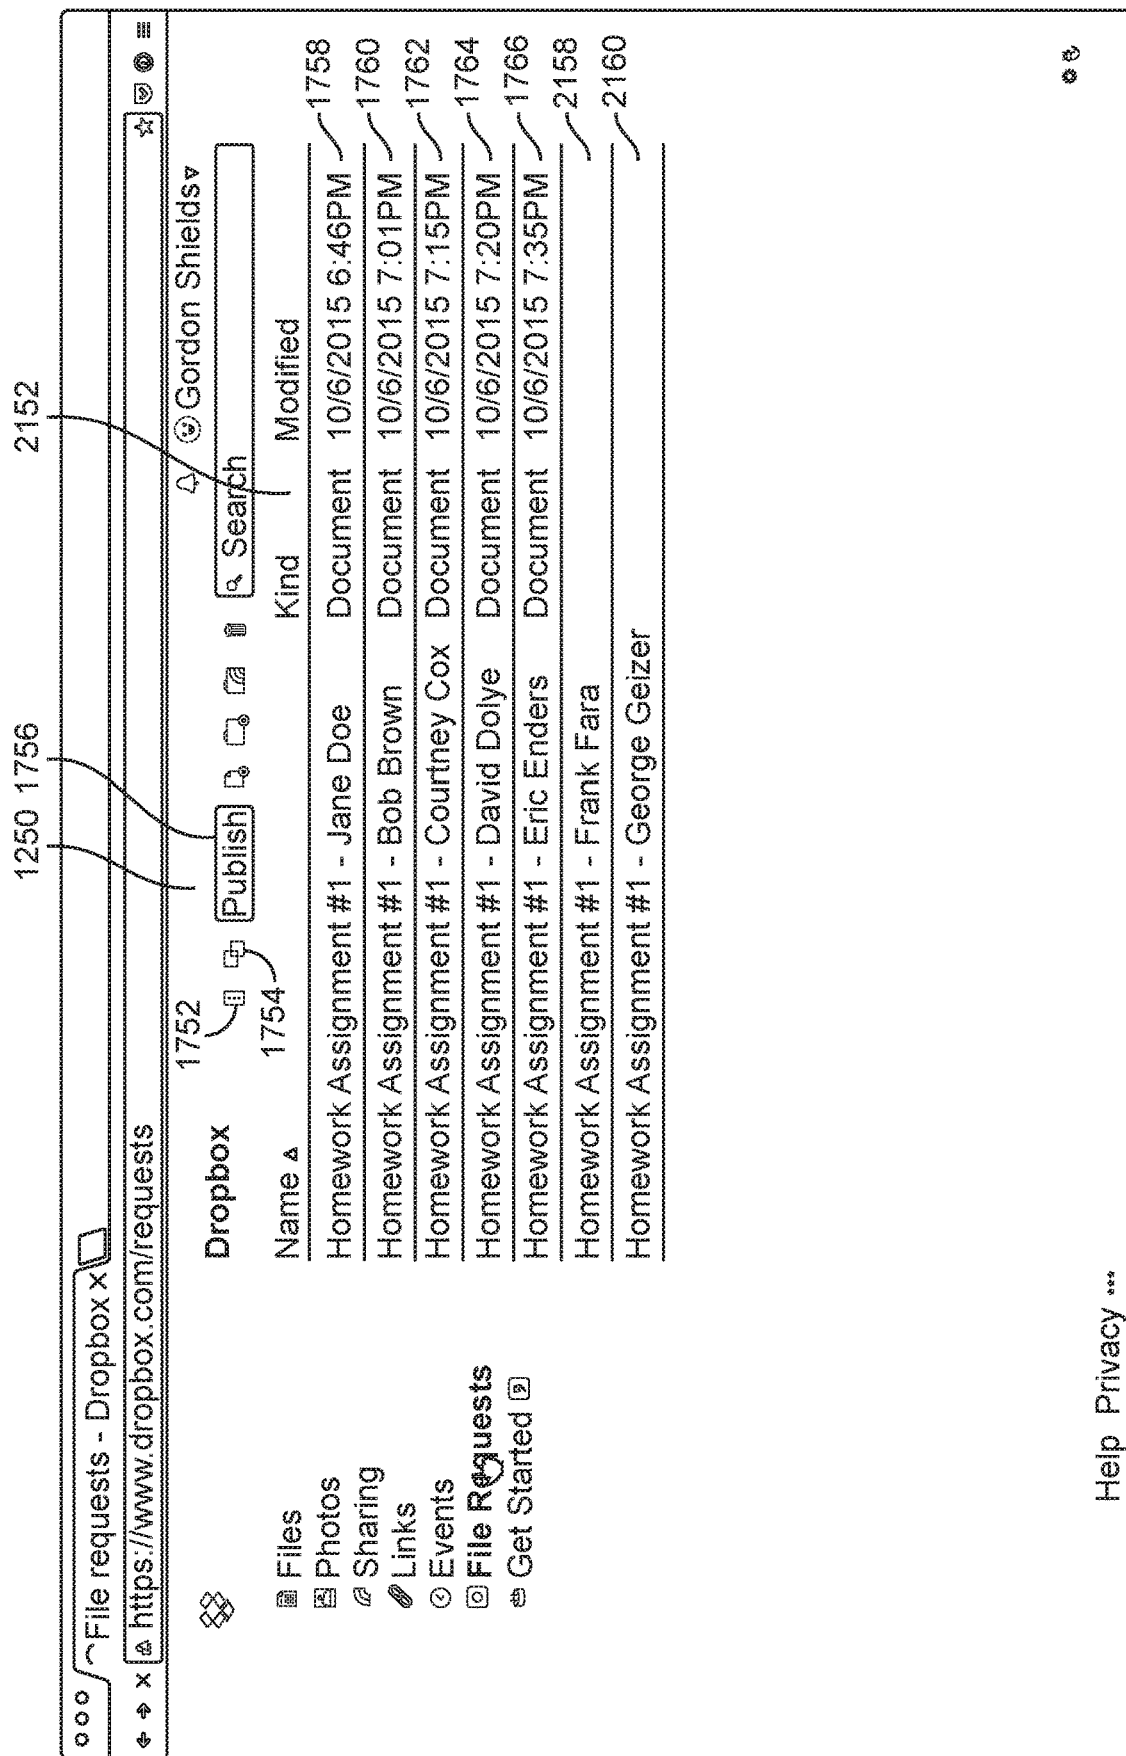 1250 1756 2152
File requests - Dropbox X
https://www.dropbox.com/requests
Gordon Shields
1752
Dropbox Publish Search
1754
Name Kind Modified
Homework Assignment #1 - Jane Doe Document 10/6/2015 6:46PM 1758
Homework Assignment #1 - Bob Brown Document 10/6/2015 7:01PM 1760
Homework Assignment #1 - Courtney Cox Document 10/6/2015 7:15PM 1762
Homework Assignment #1 - David Dolye Document 10/6/2015 7:20PM 1764
Homework Assignment #1 - Eric Enders Document 10/6/2015 7:35PM 1766
Homework Assignment #1 - Frank Fara 2158
Homework Assignment #1 - George Geizer 2160
Files
Photos
Sharing
Links
Events
File Requests
Get Started
Help Privacy •••